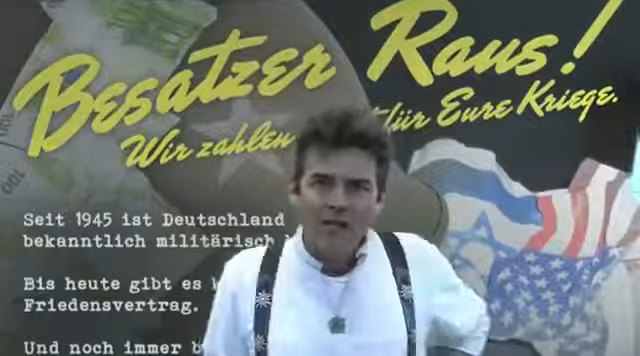 Besatzer Raus!
Wir zahlen für Eure Kriege.
Seit 1945 ist Deutschland
bekanntlich militärisch
Bis heute gibt es
Friedensvertrag.
Und noch immer
100